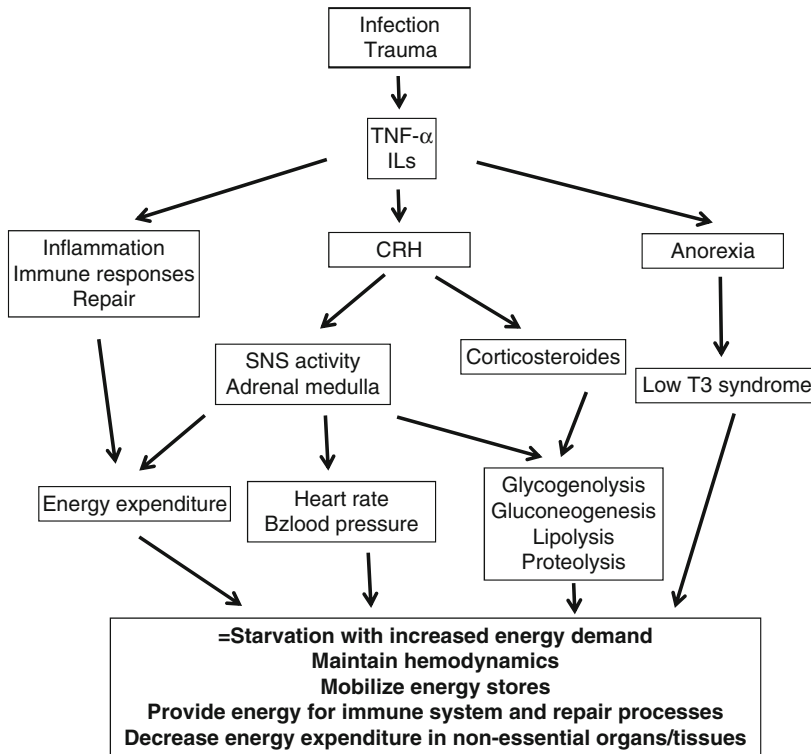 Infection
Trauma
TNF-α
ILs
Inflammation
Immune responses
Repair
CRH
Anorexia
SNS activity
Adrenal medulla
Corticosteroides
Low T3 syndrome
Energy expenditure
Heart rate
Bzlood pressure
Glycogenolysis
Gluconeogenesis
Lipolysis
Proteolysis
=Starvation with increased energy demand
Maintain hemodynamics
Mobilize energy stores
Provide energy for immune system and repair processes
Decrease energy expenditure in non-essential organs/tissues